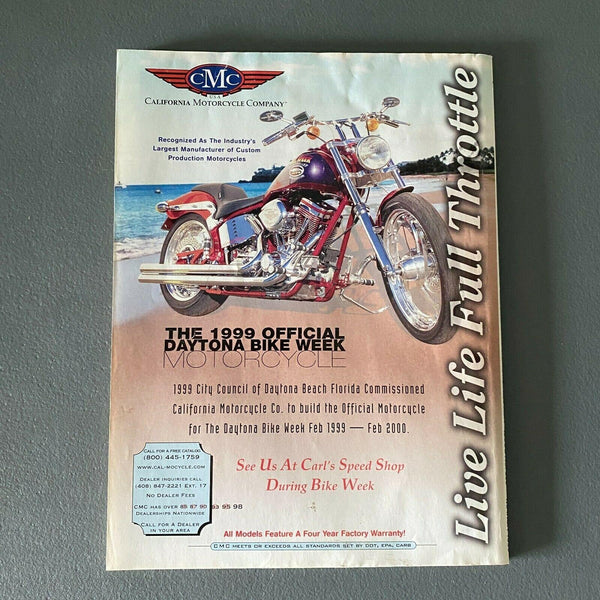 CMC
USA
CALIFORNIA MOTORCYCLE COMPANY™
Recognized As The Industry's
Largest Manufacturer of Custom
Production Motorcycles
Live Life Full Throttle
THE 1999 OFFICIAL
DAYTONA BIKE WEEK
MOTORCYCLE
1999 City Council of Daytona Beach Florida Commissioned
California Motorcycle Co. to build the Official Motorcycle
for The Daytona Bike Week Feb 1999 — Feb 2000.
See Us At Carl's Speed Shop
During Bike Week
CALL FOR A FREE CATALOG
(800) 445-1759
WWW.CAL-MOCYCLE.COM
DEALER INQUIRIES CALL
(408) 847-2221 EXT. 17
NO DEALER FEES
CMC HAS OVER 85 87 90 93 95 98
DEALERSHIPS NATIONWIDE
CALL FOR A DEALER
IN YOUR AREA
All Models Feature A Four Year Factory Warranty!
CMC MEETS OR EXCEEDS ALL STANDARDS SET BY DOT, EPA, CARB